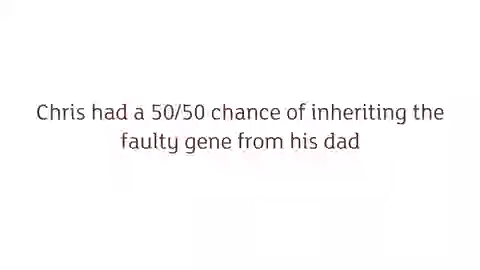 Chris had a 50/50 chance of inheriting the
faulty gene from his dad